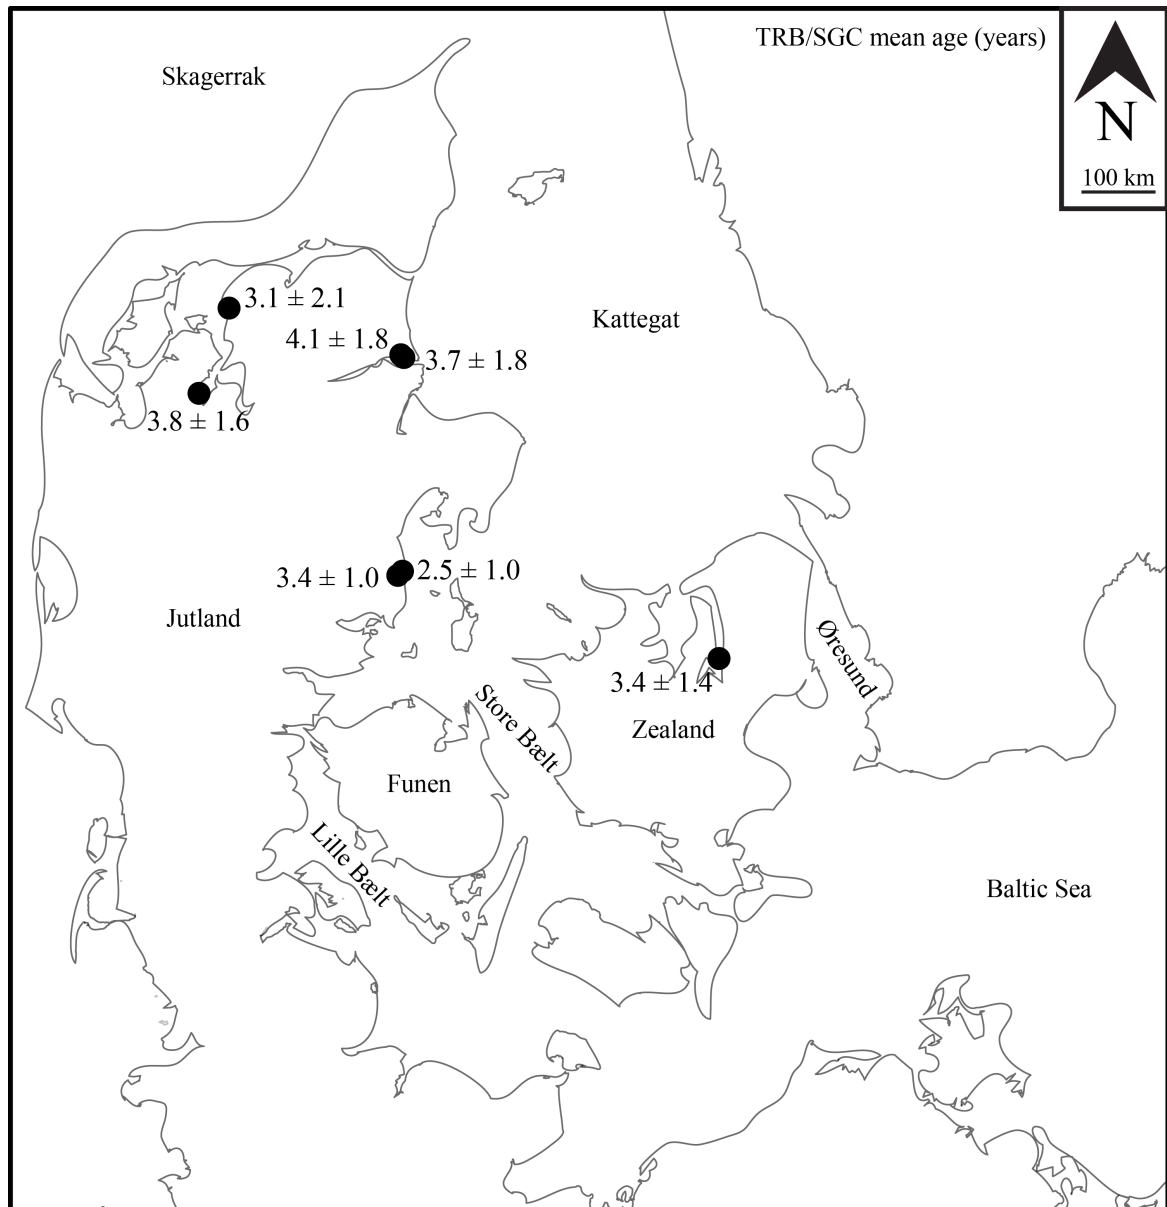 TRB/SGC mean age (years)
Skagerrak
N
100 km
3.1 ± 2.1
Kattegat
4.1 ± 1.8
3.7 ± 1.8
3.8 ± 1.6
3.4 ± 1.0
2.5 ± 1.0
Jutland
Øresund
3.4 ± 1.4
Store Bælt
Zealand
Funen
Lille Bælt
Baltic Sea